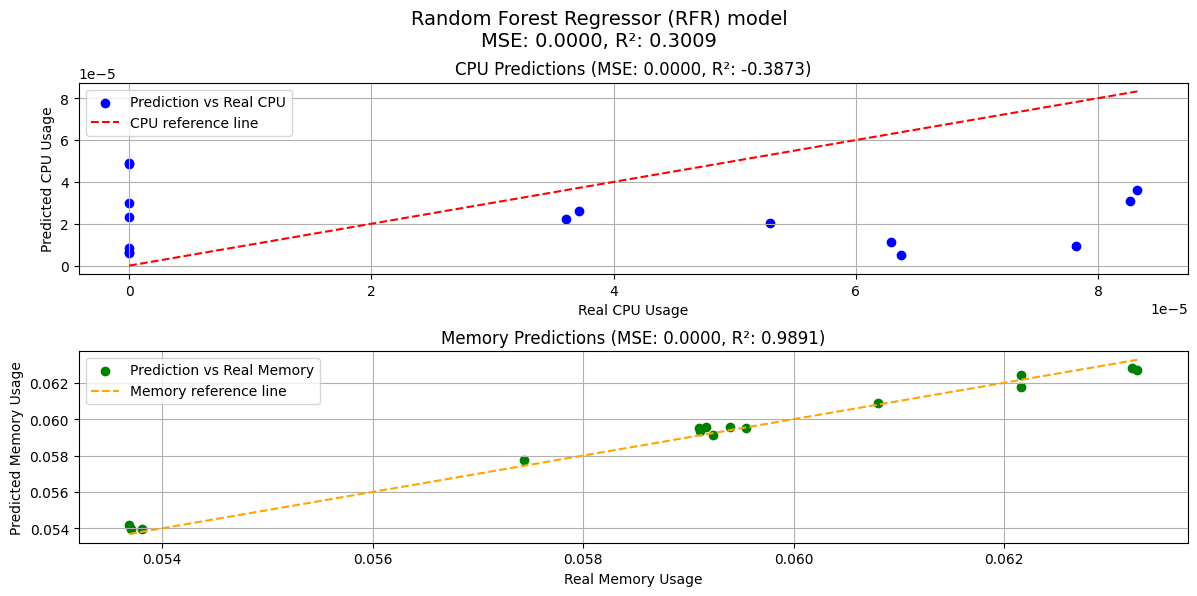 Random Forest Regressor (RFR) model
MSE: 0.0000, R²: 0.3009
CPU Predictions (MSE: 0.0000, R²: -0.3873)
1e−5
Prediction vs Real CPU
CPU reference line
Predicted CPU Usage
8
6
4
2
0
0 2 4 6 8
1e−5
Real CPU Usage
Memory Predictions (MSE: 0.0000, R²: 0.9891)
Prediction vs Real Memory
Memory reference line
Predicted Memory Usage
0.062
0.060
0.058
0.056
0.054
0.054 0.056 0.058 0.060 0.062
Real Memory Usage